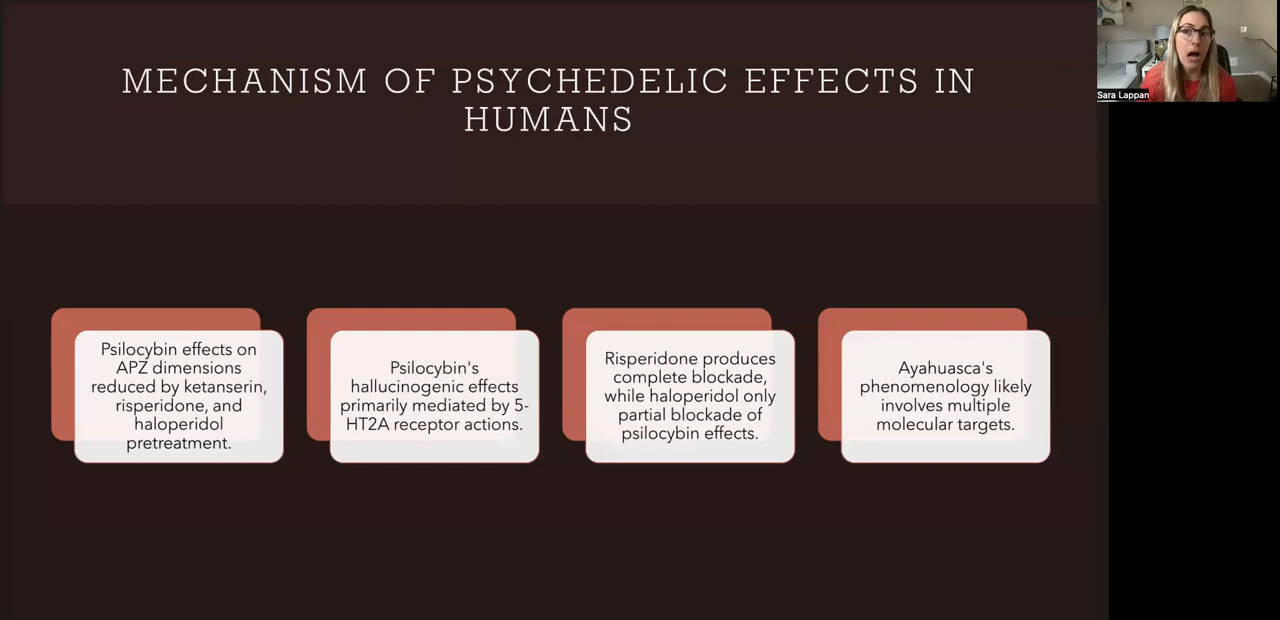 MECHANISM OF PSYCHEDELIC EFFECTS IN
HUMANS
Sara Lappan
Psilocybin effects on
APZ dimensions
reduced by ketanserin,
risperidone, and
haloperidol
pretreatment.
Psilocybin's
hallucinogenic effects
primarily mediated by 5-
HT2A receptor actions.
Risperidone produces
complete blockade,
while haloperidol only
partial blockade of
psilocybin effects.
Ayahuasca's
phenomenology likely
involves multiple
molecular targets.